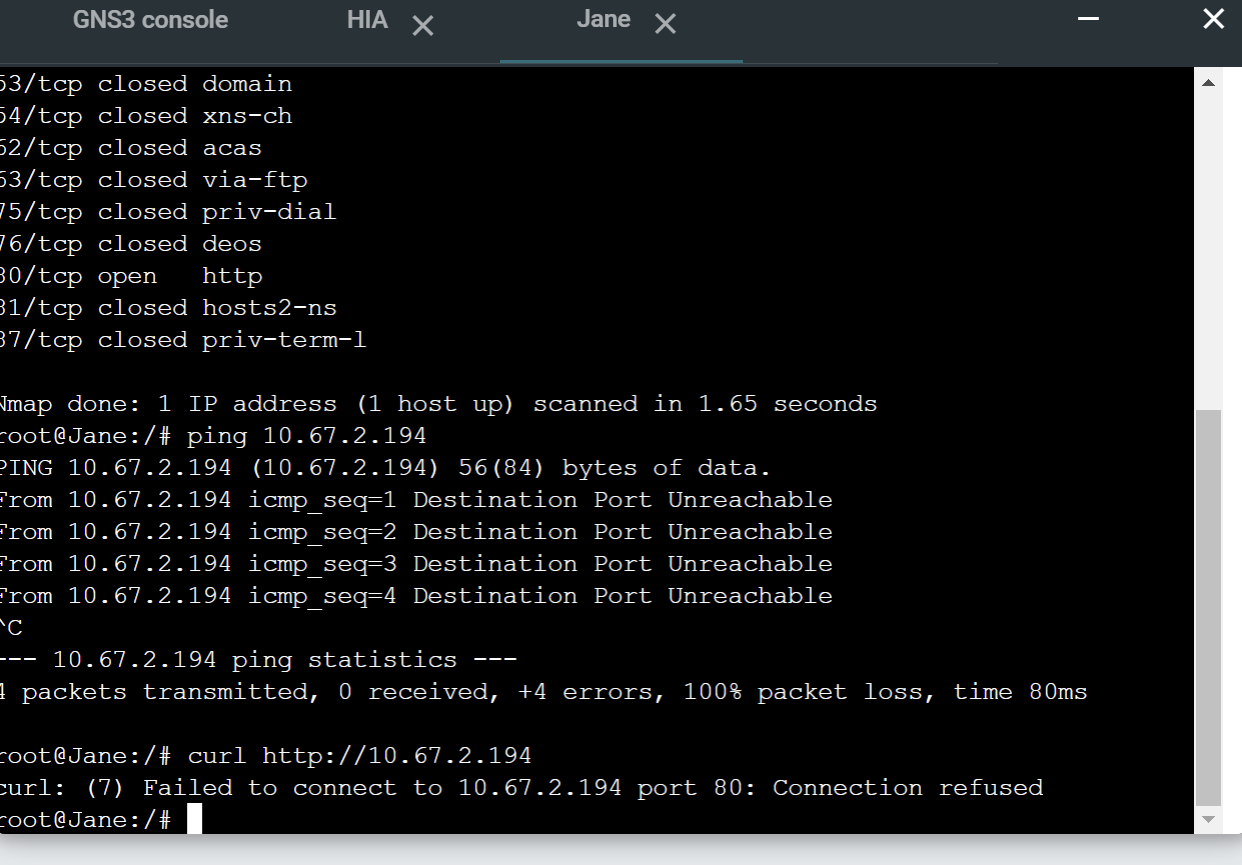 GNS3 console HIA Jane
53/tcp closed domain
54/tcp closed xns-ch
62/tcp closed acas
63/tcp closed via-ftp
75/tcp closed priv-dial
76/tcp closed deos
80/tcp open http
81/tcp closed hosts2-ns
87/tcp closed priv-term-l
Nmap done: 1 IP address (1 host up) scanned in 1.65 seconds
root@Jane:/# ping 10.67.2.194
PING 10.67.2.194 (10.67.2.194) 56(84) bytes of data.
From 10.67.2.194 icmp_seq=1 Destination Port Unreachable
From 10.67.2.194 icmp_seq=2 Destination Port Unreachable
From 10.67.2.194 icmp_seq=3 Destination Port Unreachable
From 10.67.2.194 icmp_seq=4 Destination Port Unreachable
^C
--- 10.67.2.194 ping statistics ---
4 packets transmitted, 0 received, +4 errors, 100% packet loss, time 80ms
root@Jane:/# curl http://10.67.2.194
curl: (7) Failed to connect to 10.67.2.194 port 80: Connection refused
root@Jane:/#